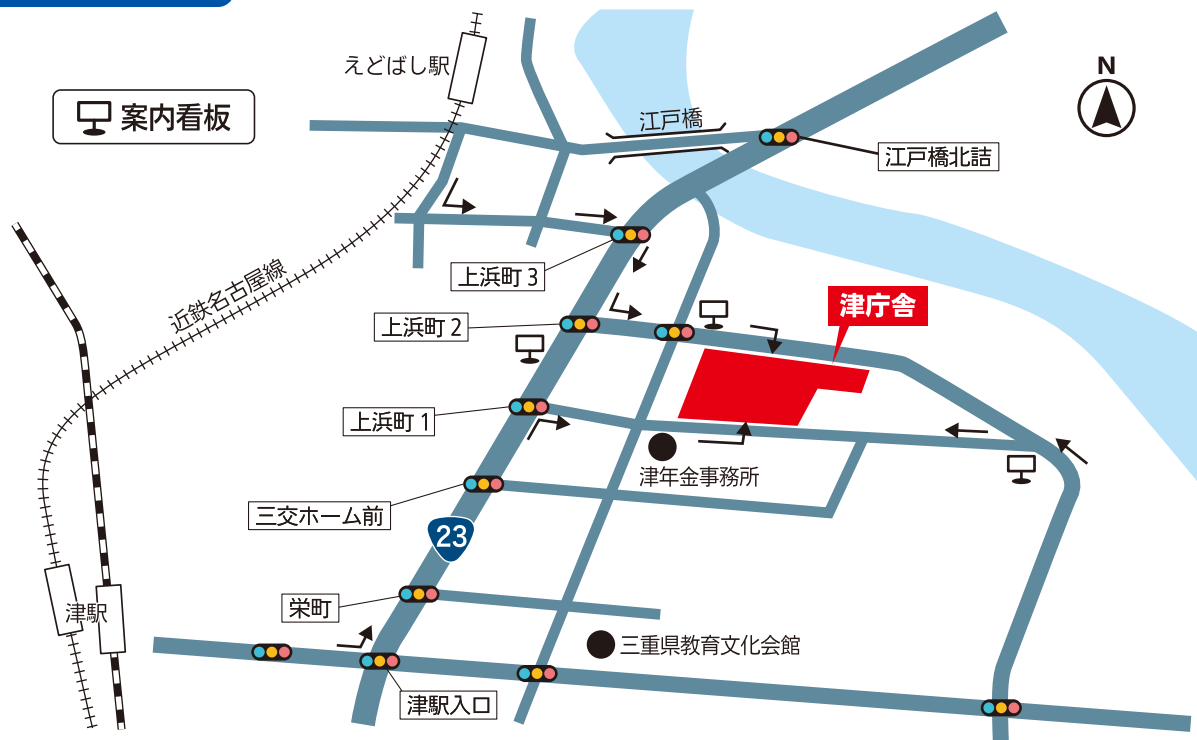 えどばし駅
N
案内看板
江戸橋
江戸橋北詰
上浜町3
近鉄名古屋線
津庁舎
上浜町2
上浜町1
津年金事務所
三交ホーム前
23
栄町
津駅
三重県教育文化会館
津駅入口